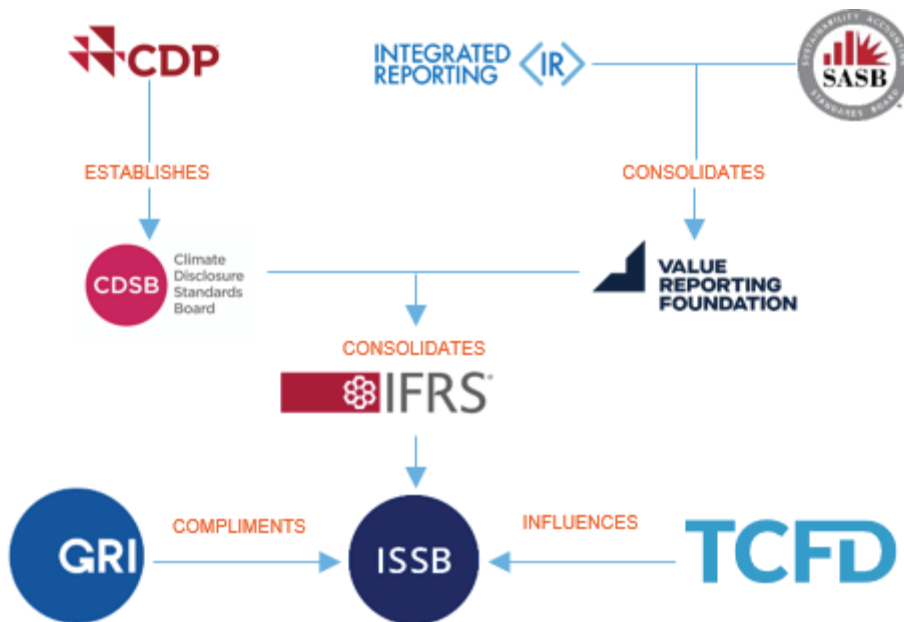 CDP
INTEGRATED
REPORTING
<IR>
SUSTAINABILITY ACCOUNTING
SASB
STANDARDS BOARD
ESTABLISHES
CONSOLIDATES
CDSB
Climate
Disclosure
Standards
Board
VALUE
REPORTING
FOUNDATION
CONSOLIDATES
IFRS
GRI
COMPLIMENTS
ISSB
INFLUENCES
TCFD